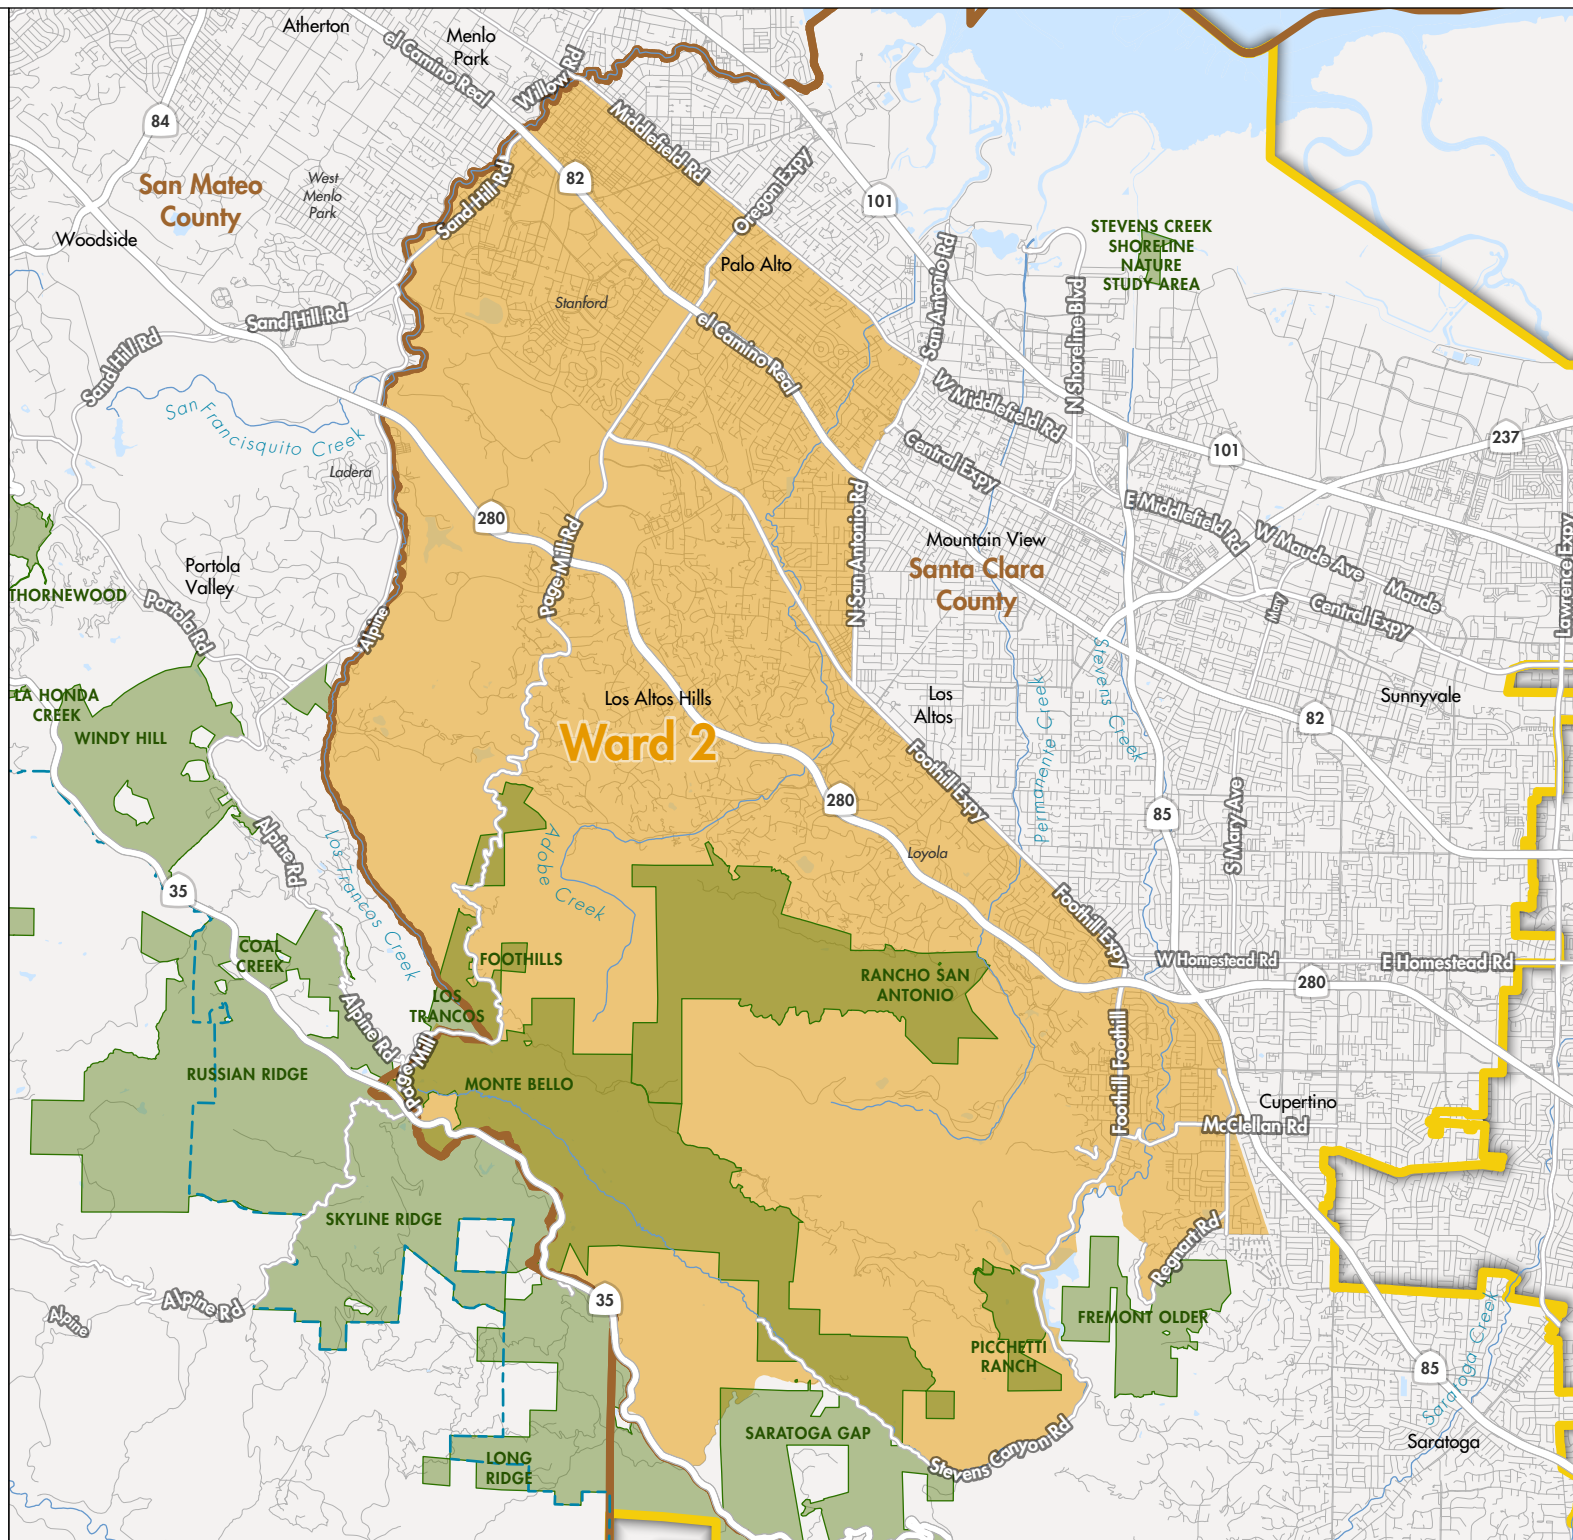 Atherton
Menlo
Park
el Camino Real
Willow Rd
84
Middlefield Rd
San Mateo
County
West
Menlo
Park
82
Sand Hill Rd
Oregon Expy
101
Woodside
STEVENS CREEK
SHORELINE
NATURE
STUDY AREA
Palo Alto
Stanford
San Antonio Rd
N Shoreline Blvd
Sand Hill Rd
Sand Hill Rd
el Camino Real
W Middlefield Rd
San Francisquito Creek
Ladera
Central Expy
101
237
280
Page Mill Rd
N San Antonio Rd
E Middlefield Rd
W Maude Ave
Maude
Lawrence Expy
Mountain View
Santa Clara
County
Portola
Valley
THORNEWOOD
Portola Rd
Alpine
Mary
Central Expy
Stevens Creek
Permanente Creek
LA HONDA
CREEK
WINDY HILL
Los Altos Hills
Ward 2
Los
Altos
Sunnyvale
82
Foothill Expy
280
85
S Mary Ave
Loyola
Alpine Rd
Los Trancos Creek
Adobe Creek
35
Foothill Expy
COAL
CREEK
FOOTHILLS
LOS
TRANCOS
RANCHO SAN
ANTONIO
W Homestead Rd
E Homestead Rd
280
Alpine Rd
Page Mill
RUSSIAN RIDGE
MONTE BELLO
Foothill
Foothill
Cupertino
McClellan Rd
SKYLINE RIDGE
Regnart Rd
35
Alpine Rd
Alpine
FREMONT OLDER
PICCHETTI
RANCH
85
Saratoga Creek
SARATOGA GAP
Saratoga
LONG
RIDGE
Stevens Canyon Rd